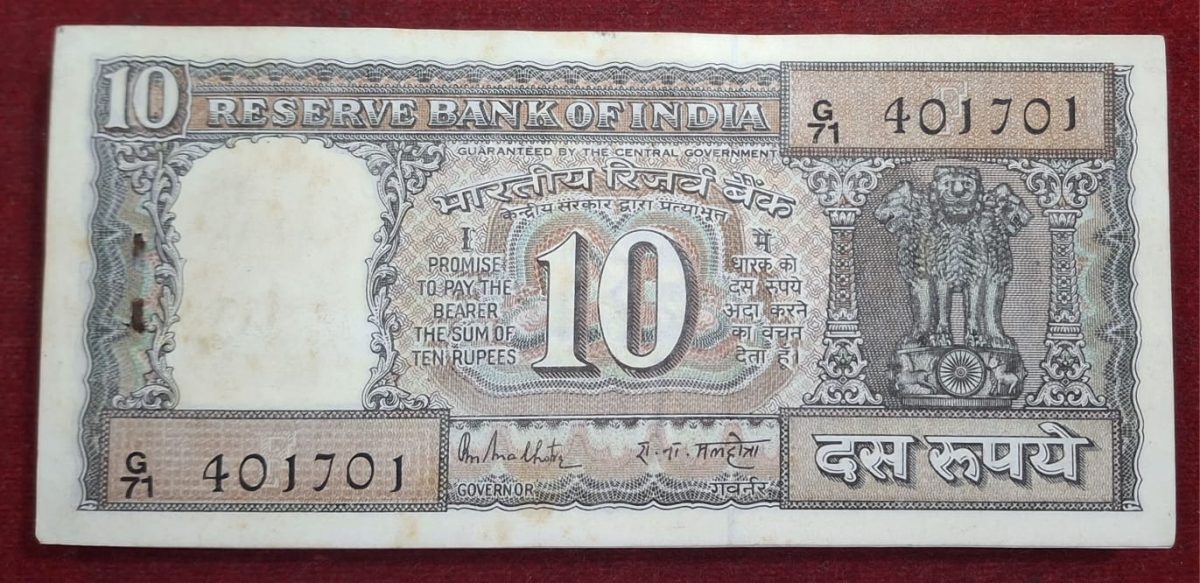 10
RESERVE BANK OF INDIA
G/71 401701
GUARANTEED BY THE CENTRAL GOVERNMENT
भारतीय रिज़र्व बैंक
केन्द्रीय सरकार द्वारा प्रत्याभूत
I
PROMISE
TO PAY THE
BEARER
THE SUM OF
TEN RUPEES
10
मैं
धारक को
दस रुपये
अदा करने
का वचन
देता हूं।
G/71 401701
रा. ना. मलहोत्रा
GOVERNOR
गवर्नर
दस रूपये